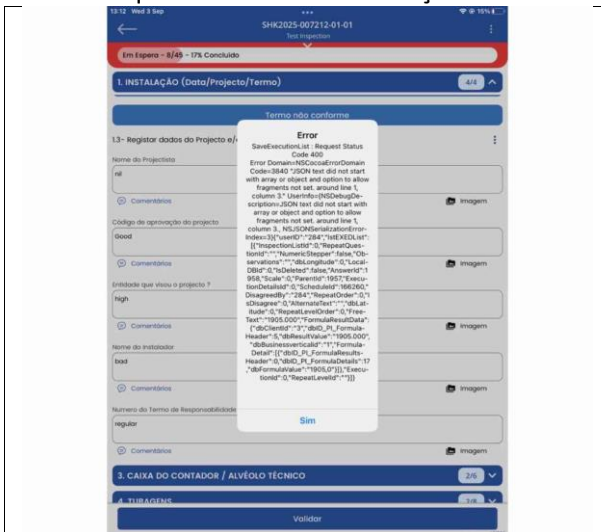 13:12 Wed 3 Sep
15%
SHK2025-007212-01-01
Test Inspection
Em Espera - 8/45 - 17% Concluído
1. INSTALAÇÃO (Data/Projecto/Termo)
4/4
Termo não conforme
1.3- Registar dados do Projecto e/
Nome do Projectista
nil
Comentários
Imagem
Código de aprovação do projecto
Good
Comentários
Imagem
Entidade que visou o projecto ?
high
Comentários
Imagem
Nome do Instalador
bad
Comentários
Imagem
Numero do Termo de Responsabilidade
regular
Comentários
Imagem
3. CAIXA DO CONTADOR / ALVÉOLO TÉCNICO
2/6
4. TUBAGENS
Validar
Error
SaveExecutionList : Request Status
Code 400
Error Domain=NSCocoaErrorDomain
Code=3840 "JSON text did not start
with array or object and option to allow
fragments not set. around line 1,
column 3." UserInfo={NSDebugDe-
scription=JSON text did not start with
array or object and option to allow
fragments not set. around line 1,
column 3., NSJSONSerializationError-
Index=3}{"userID":"284","lstEXEDList":
[{"InspectionListId":0,"RepeatQues-
tionId":"","NumericStepper":false,"Ob-
servations":"","dbLongitude":0,"Local-
DBId":0,"IsDeleted":false,"AnswerId":1
958,"Scale":0,"ParentId":1957,"Execu-
tionDetailsId":0,"ScheduleId":166260,"
DisagreedBy":"284","RepeatOrder":0,"I
sDisagree":0,"AlternateText":"","dbLat-
itude":0,"RepeatLevelOrder":0,"Free-
Text":"1905.000","FormulaResultData":
{"dbClientId":"3","dbID_PI_Formula-
Header":5,"dbResultValue":"1905.000",
"dbBusinessverticalId":"1","Formula-
Detail":[{"dbID_PI_FormulaResults-
Header":0,"dbID_PI_FormulaDetails":17
,"dbFormulaValue":"1905,0"}]},"Execu-
tionId":0,"RepeatLevelId":""}]}
Sim